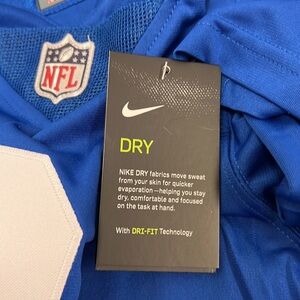 NFL
DRY
NIKE DRY fabrics move sweat
from your skin for quicker
evaporation—helping you stay
dry, comfortable and focused
on the task at hand.
With DRI-FIT Technology